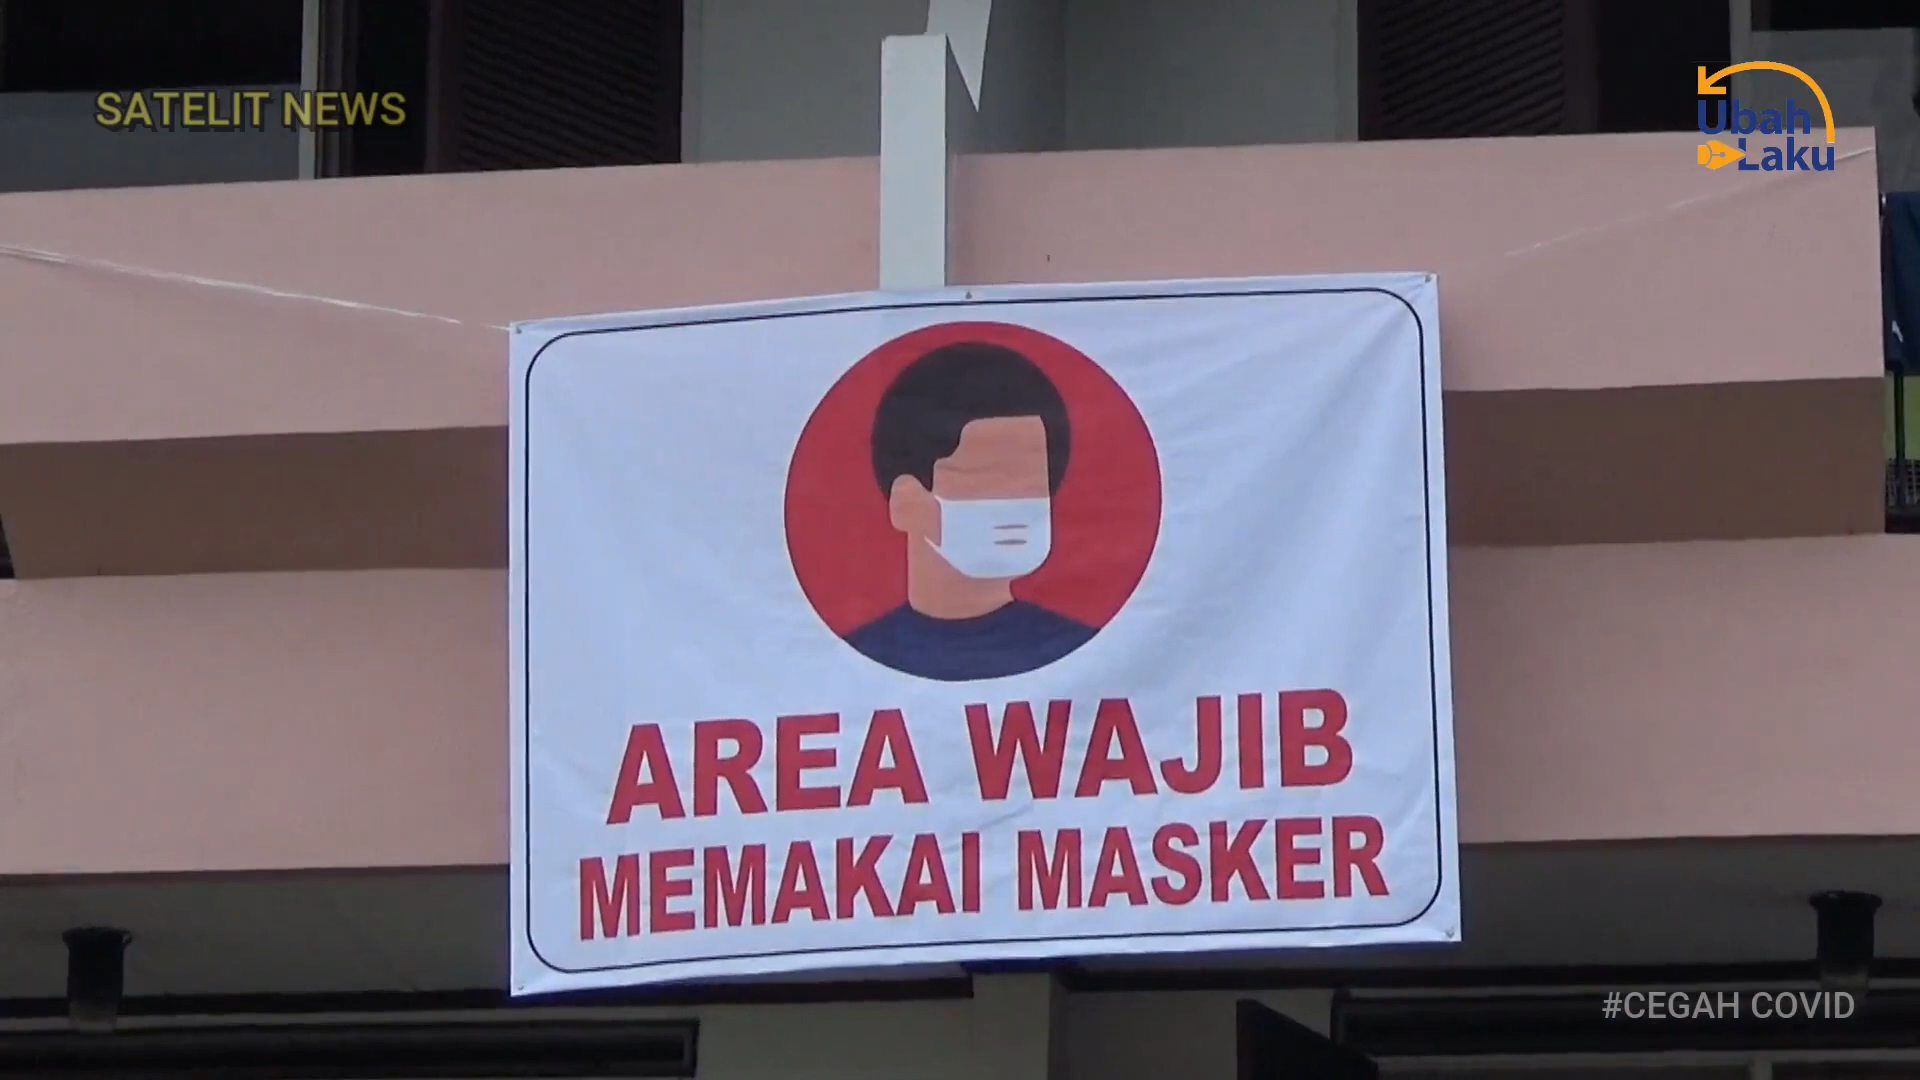 SATELIT NEWS
Ubah
Laku
AREA WAJIB
MEMAKAI MASKER
#CEGAH COVID